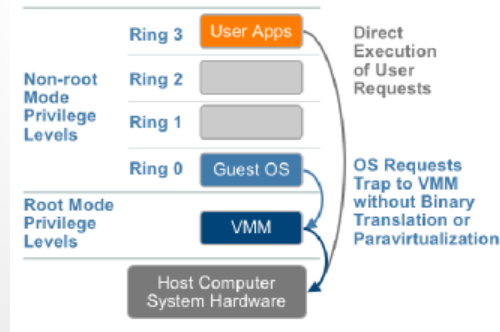 Ring 3
User Apps
Direct
Execution
of User
Requests
Non-root
Mode
Privilege
Levels
Ring 2
Ring 1
Ring 0
Guest OS
OS Requests
Trap to VMM
without Binary
Translation or
Paravirtualization
Root Mode
Privilege
Levels
VMM
Host Computer
System Hardware